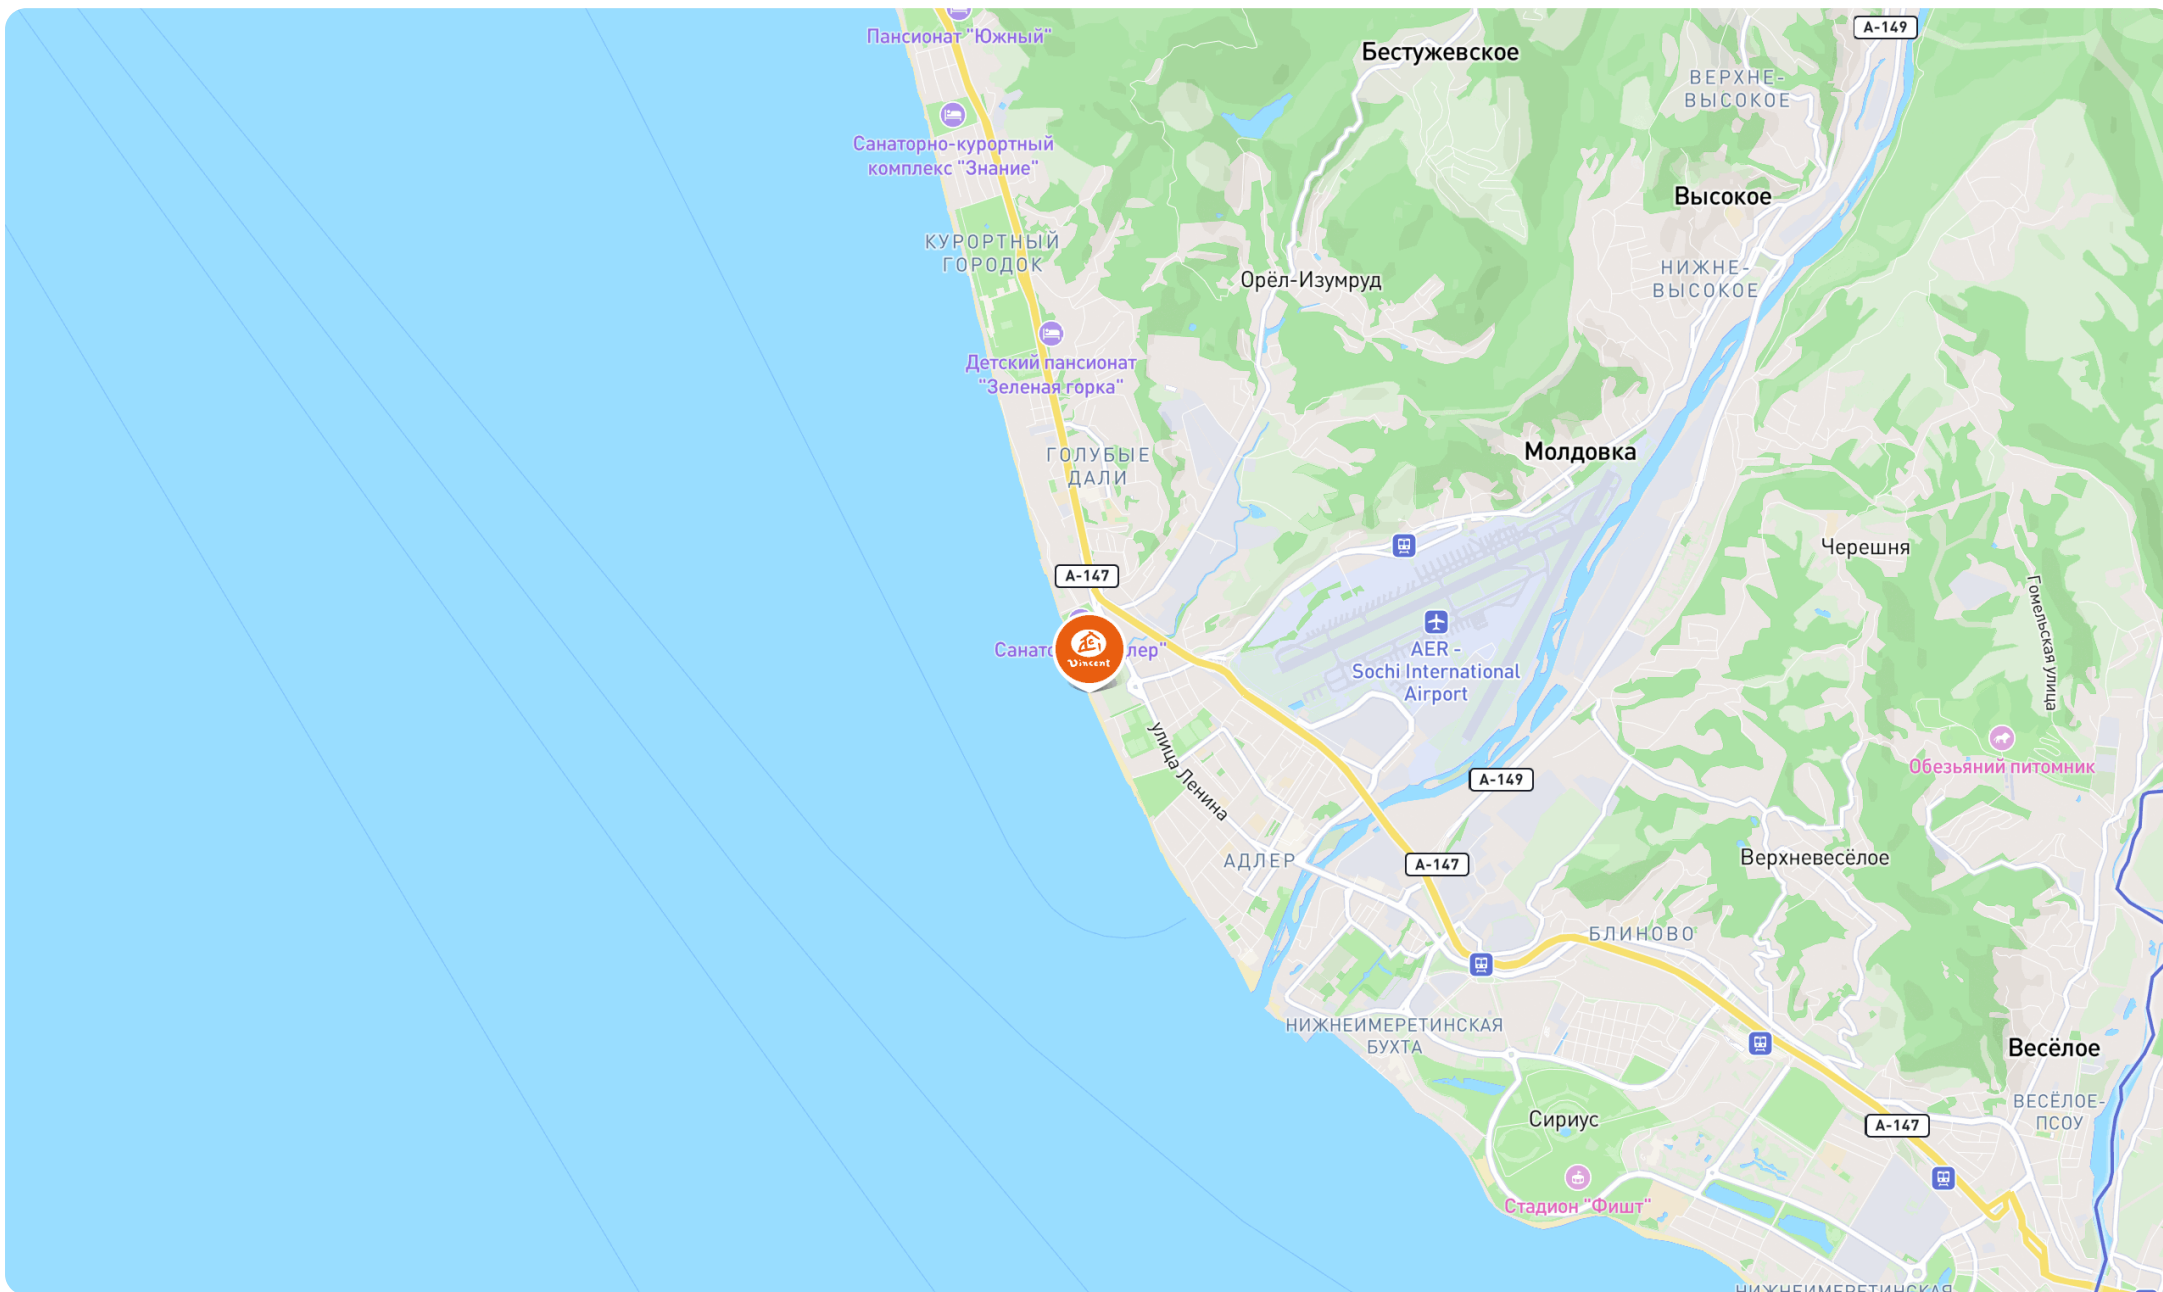 Пансионат "Южный"
А-149
Бестужевское
ВЕРХНЕ-
ВЫСОКОЕ
Санаторно-курортный
комплекс "Знание"
Высокое
КУРОРТНЫЙ
ГОРОДОК
Орёл-Изумруд
НИЖНЕ-
ВЫСОКОЕ
Детский пансионат
"Зеленая горка"
ГОЛУБЫЕ
ДАЛИ
Молдовка
Черешня
А-147
Гомельская улица
AER -
Sochi International
Airport
Vincent
улица Ленина
Обезьяний питомник
А-149
АДЛЕР
А-147
Верхневесёлое
БЛИНОВО
НИЖНЕИМЕРЕТИНСКАЯ
БУХТА
Весёлое
ВЕСЁЛОЕ-
ПСОУ
Сириус
А-147
Стадион "Фишт"
НИЖНЕИМЕРЕТИНСКАЯ